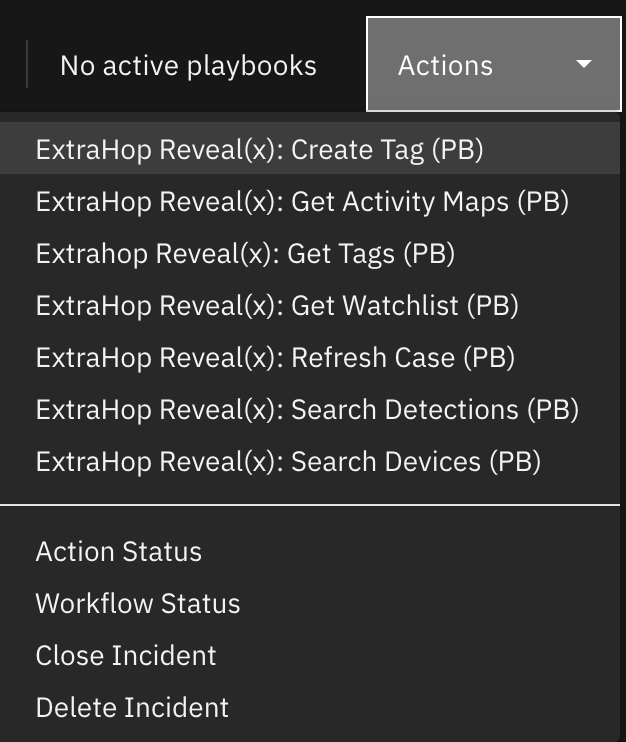 No active playbooks
Actions
ExtraHop Reveal(x): Create Tag (PB)
ExtraHop Reveal(x): Get Activity Maps (PB)
Extrahop Reveal(x): Get Tags (PB)
ExtraHop Reveal(x): Get Watchlist (PB)
ExtraHop Reveal(x): Refresh Case (PB)
ExtraHop Reveal(x): Search Detections (PB)
ExtraHop Reveal(x): Search Devices (PB)
Action Status
Workflow Status
Close Incident
Delete Incident